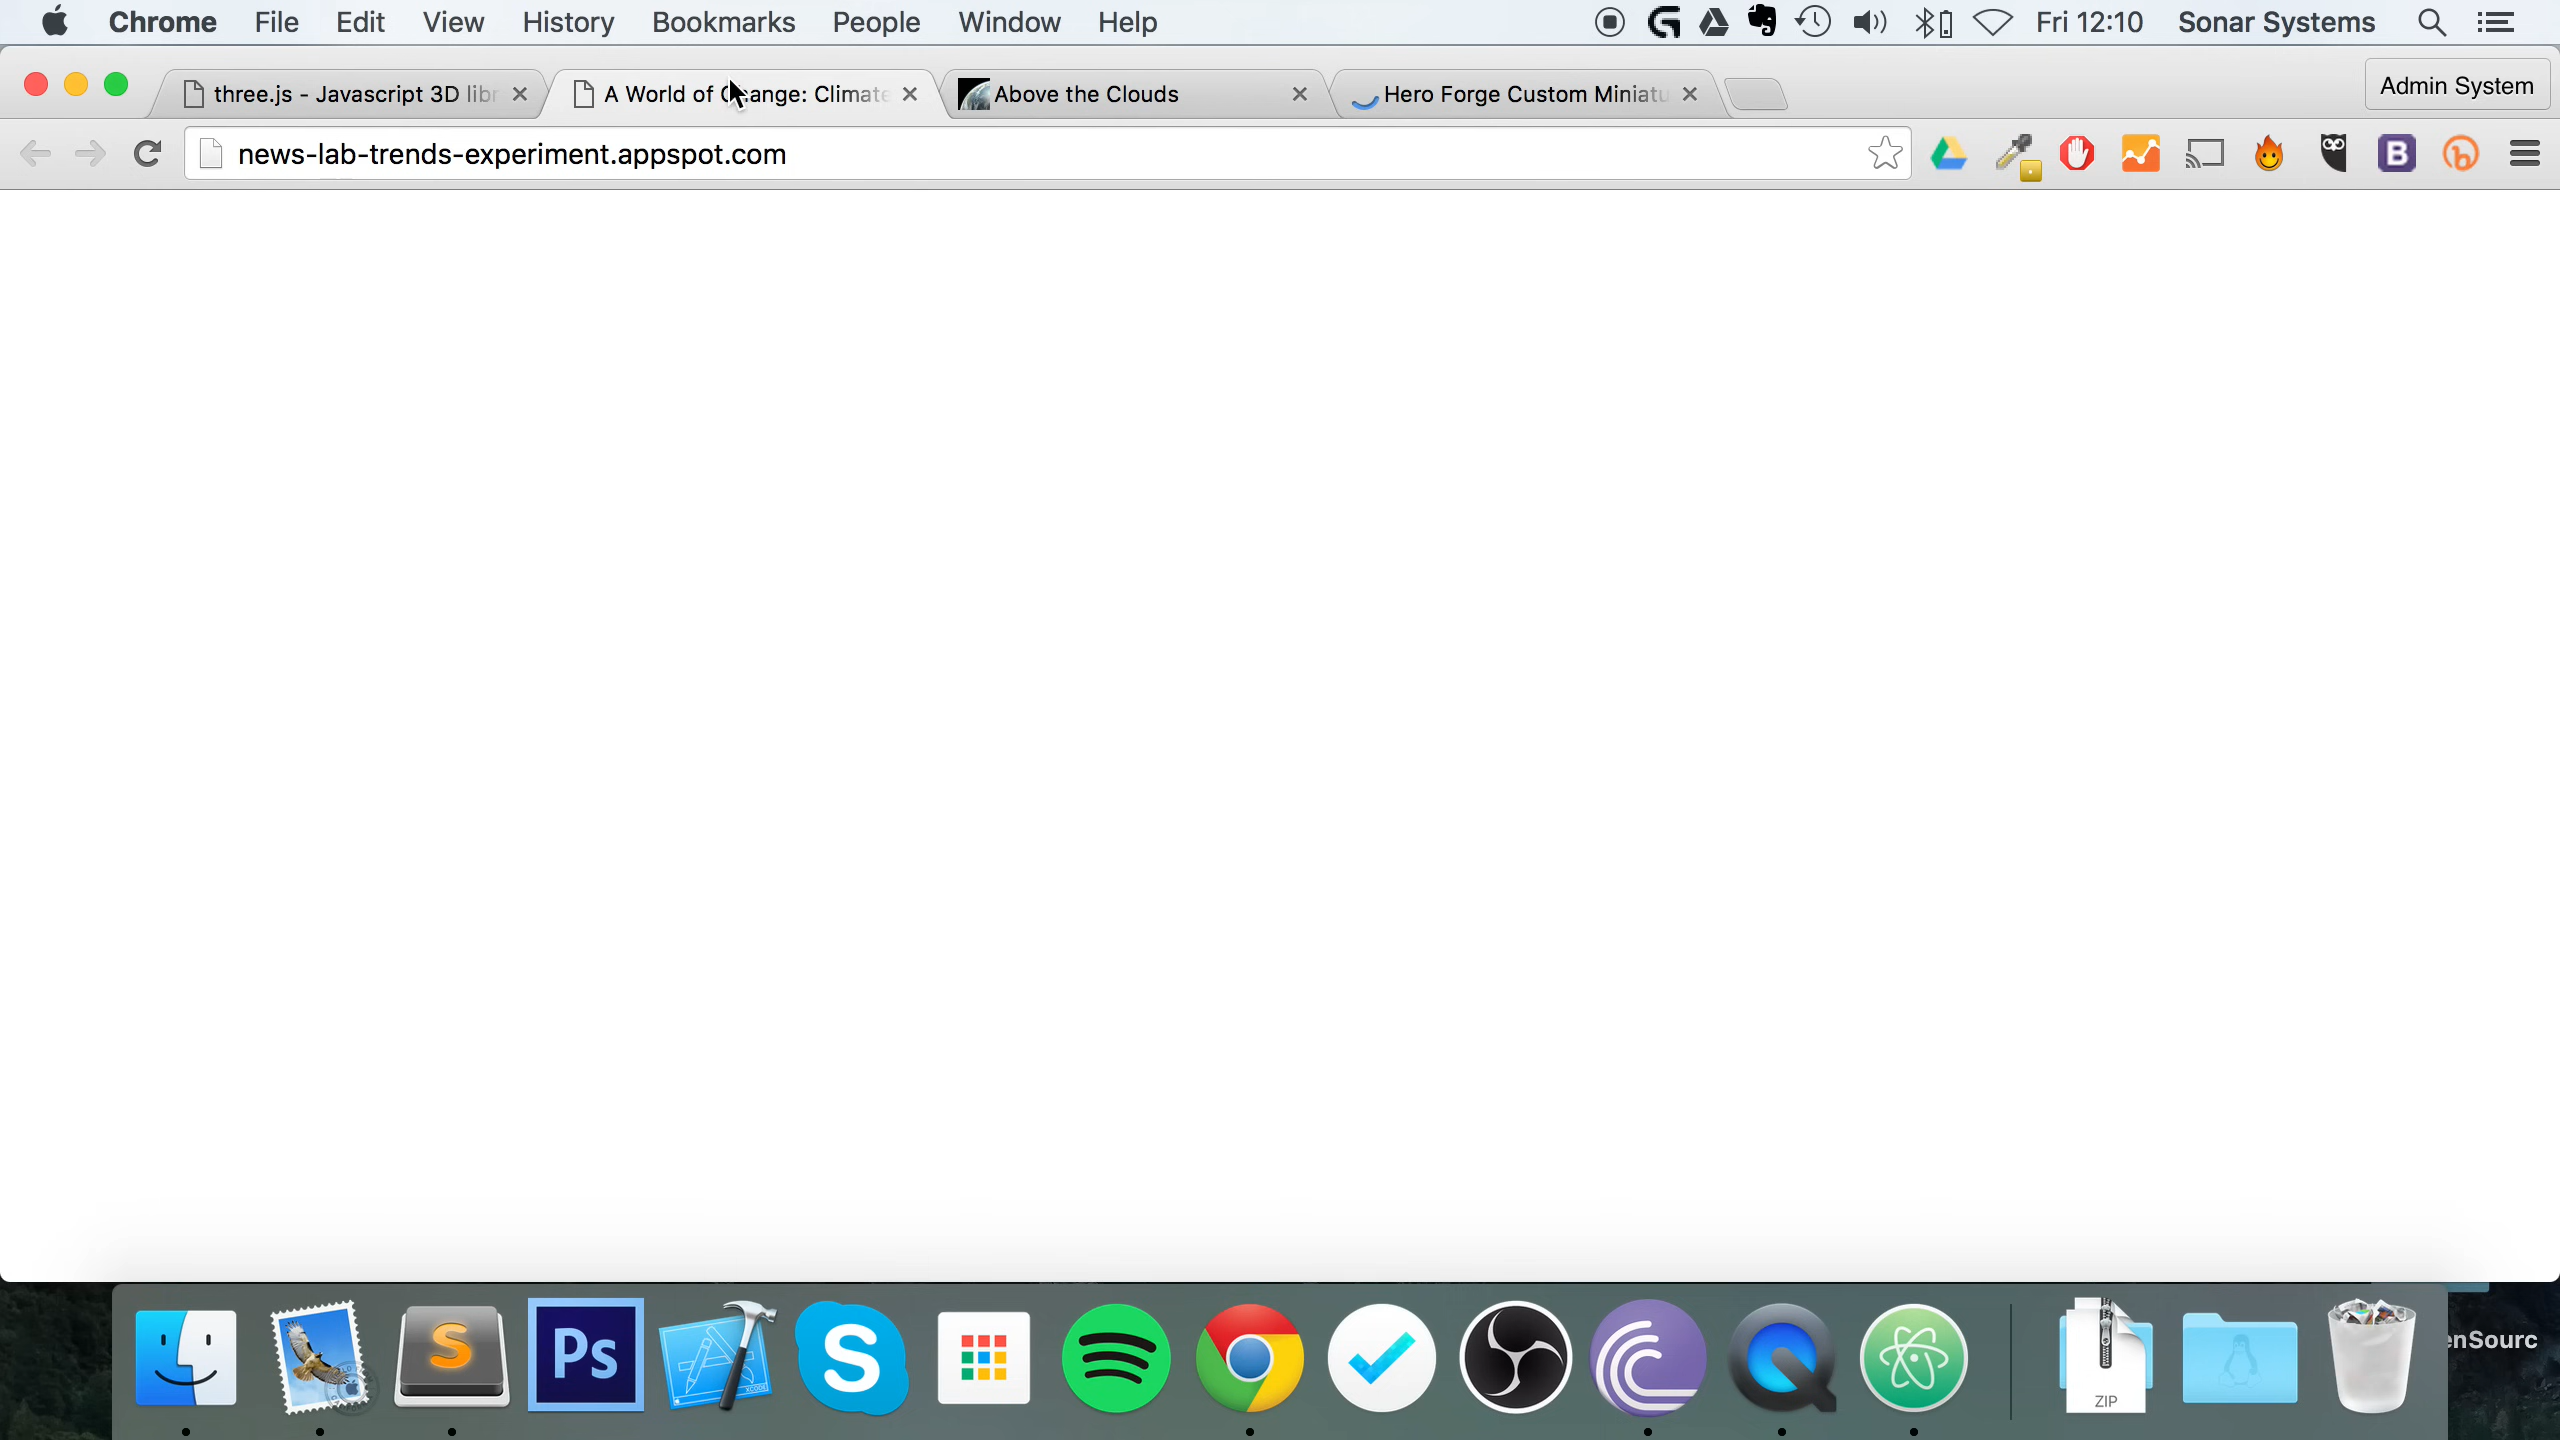 Chrome File Edit View History Bookmarks People Window Help Fri 12:10 Sonar Systems
three.js - Javascript 3D libr A World of Change: Climate Above the Clouds Hero Forge Custom Miniatu Admin System
news-lab-trends-experiment.appspot.com
B b
S Ps S
XCODE
ZIP
enSourc